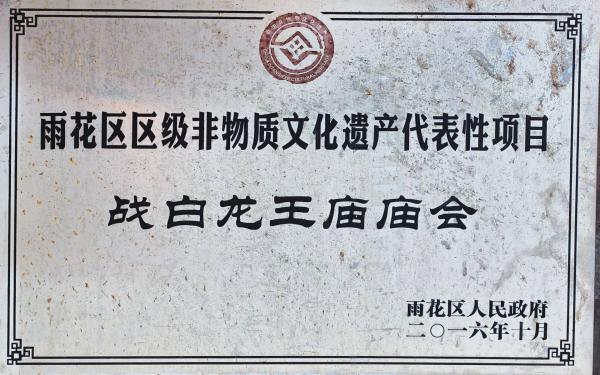 雨花区区级非物质文化遗产代表性项目
战白龙王庙庙会
雨花区人民政府
二〇一六年十月